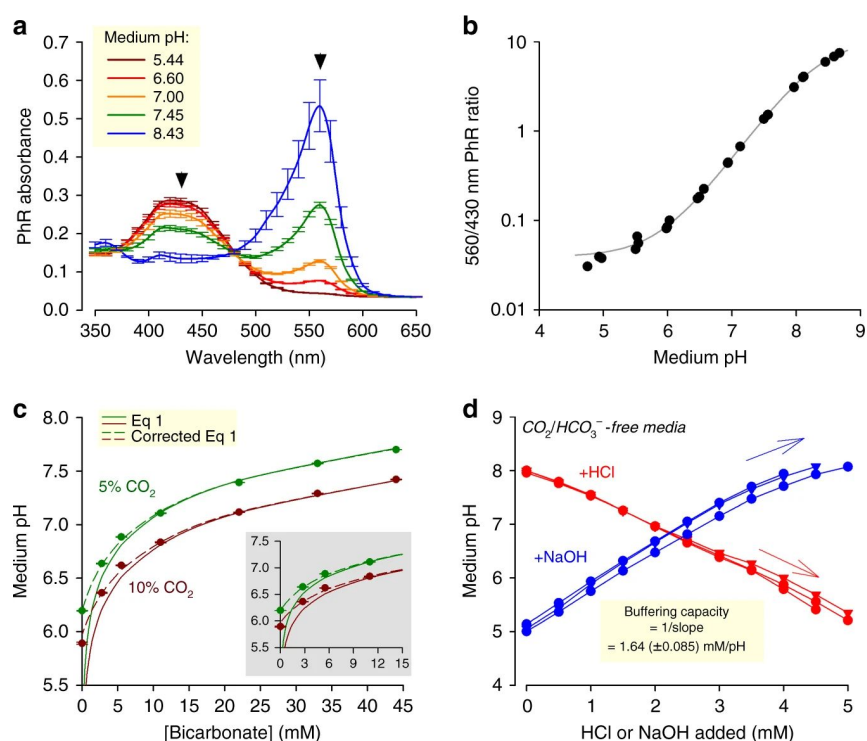 a
Medium pH:
5.44
6.60
7.00
7.45
8.43
0.7
0.6
0.5
0.4
0.3
0.2
0.1
0.0
PhR absorbance
350 400 450 500 550 600 650
Wavelength (nm)
b
10
1
0.1
0.01
560/430 nm PhR ratio
4 5 6 7 8 9
Medium pH
c
8.0
7.5
7.0
6.5
6.0
5.5
Medium pH
Eq 1
Corrected Eq 1
5% CO₂
10% CO₂
7.5
7.0
6.5
6.0
5.5
0 3 6 9 12 15
0 5 10 15 20 25 30 35 40 45
[Bicarbonate] (mM)
d
9
8
7
6
5
4
Medium pH
CO₂/HCO₃⁻-free media
+HCl
+NaOH
Buffering capacity
= 1/slope
= 1.64 (±0.085) mM/pH
0 1 2 3 4 5
HCl or NaOH added (mM)